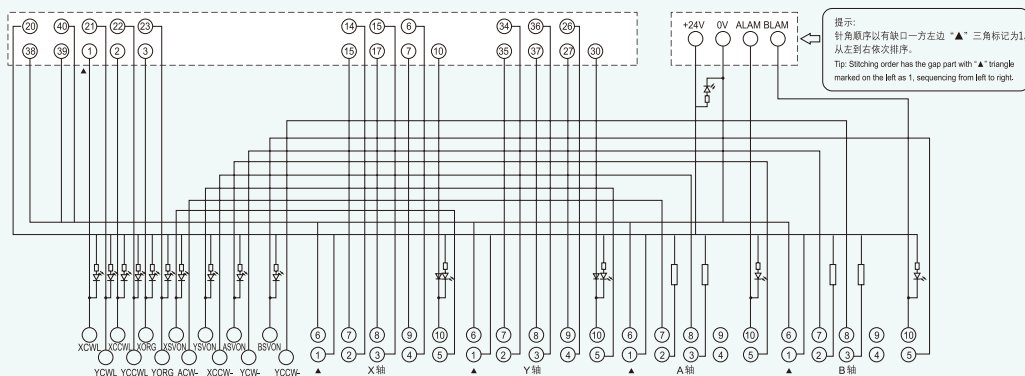 20 40 21 22 23 14 15 6 34 36 26
38 39 1 2 3 15 17 7 10 35 37 27 30
▲
+24V 0V ALAM BLAM
提示:
针角顺序以有缺口一方左边“▲”三角标记为1,
从左到右依次排序。
Tip: Stitching order has the gap part with "▲" triangle
marked on the left as 1, sequencing from left to right.
6 7 8 9 10 6 7 8 9 10 6 7 8 9 10 6 7 8 9 10
XCWL XCCWL XORG XSVON YSVON ASVON BSVON
1 2 3 4 5 1 2 3 4 5 1 2 3 4 5 1 2 3 4 5
YCWL YCCWL YORG ACW- XCCW- YCW- YCCW-
▲ X 轴 ▲ Y 轴 ▲ A 轴 ▲ B 轴